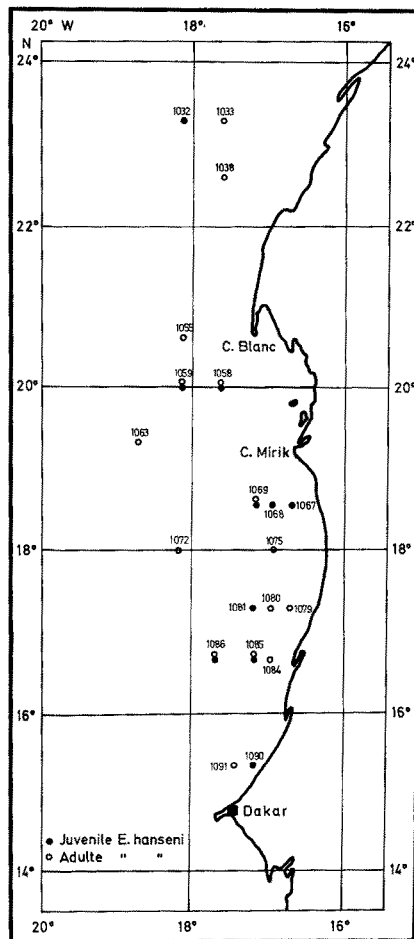 20° W 18° 16°
N
24° 24°
1032 1033
1038
22° 22°
1055
C. Blanc
1059 1058
20° 20°
1063
C. Mirik
1069
1068 1067
1072 1075
18° 18°
1081 1080 1079
1086 1085
1084
16° 16°
1091 1090
Dakar
● Juvenile E. hanseni
○ Adulte " "
14° 14°
20° 18° 16°